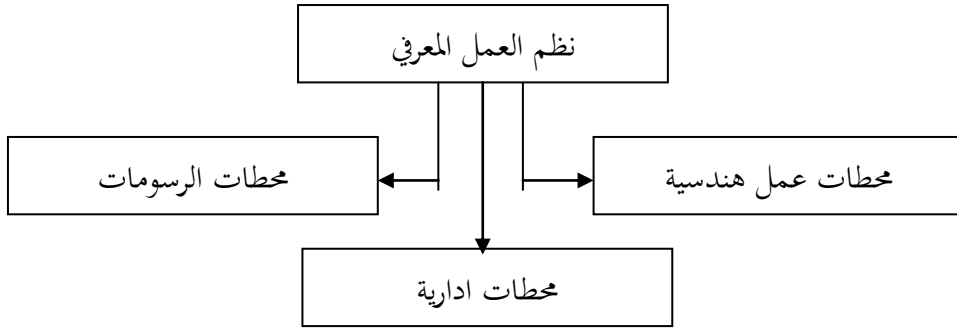 نظم العمل المعرفي
محطات عمل هندسية
محطات الرسومات
محطات ادارية